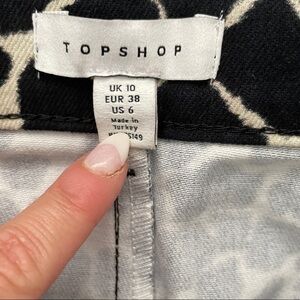 TOPSHOP
UK 10
EUR 38
US 6
Made in
Turkey